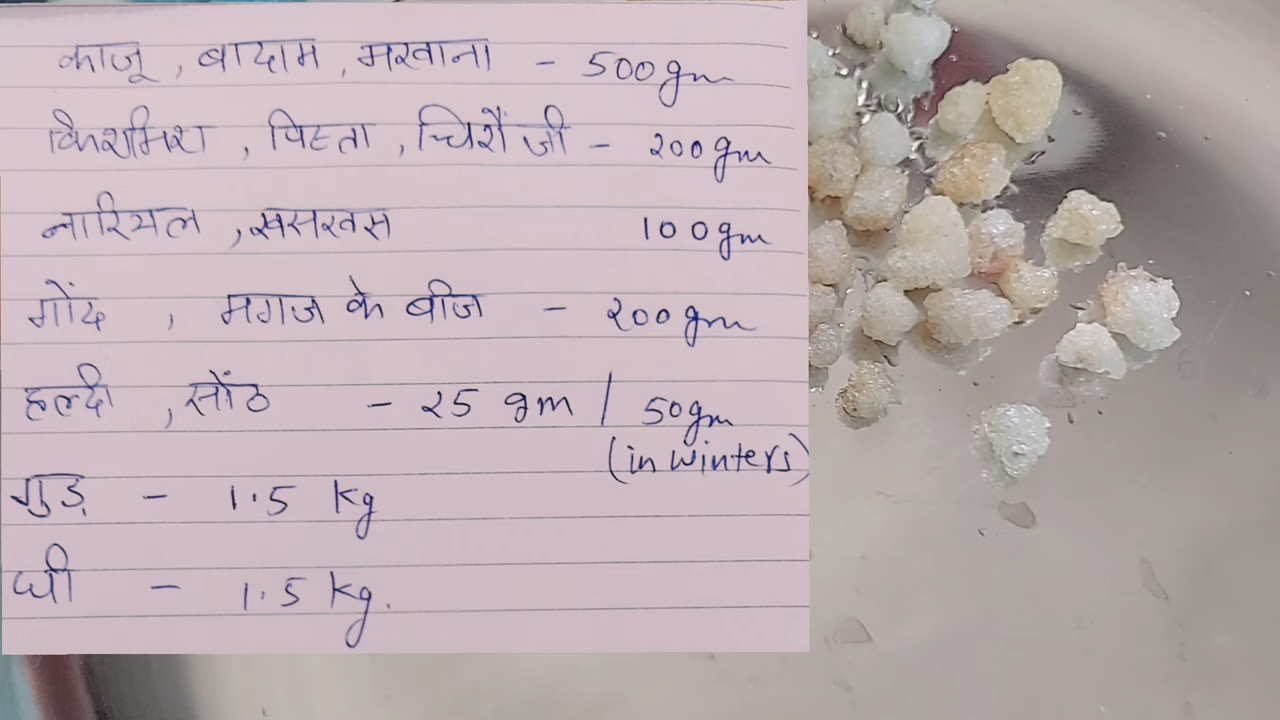 काजू, बादाम, मखाना - 500gm
किशमिश, पिस्ता, चिरौंजी - 200gm
नारियल, खसखस 100gm
गोंद, मगज के बीज - 200gm
हल्दी, सोंठ - 25 gm / 50gm
(in winters)
गुड़ - 1.5 kg
घी - 1.5 kg.